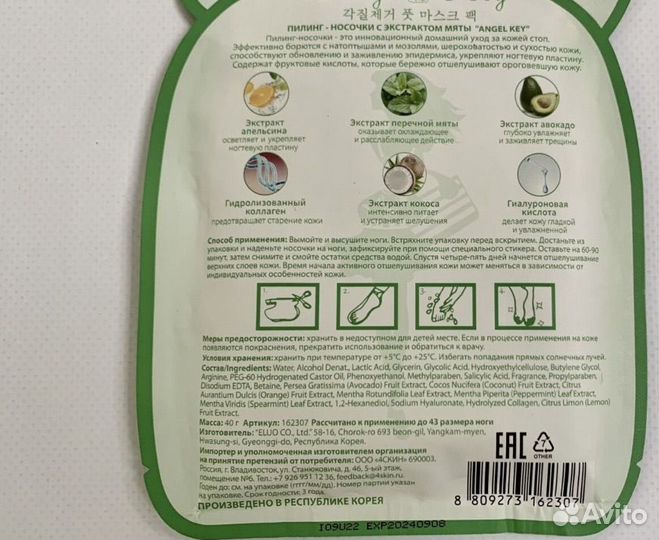 각질제거 풋 마스크 팩
ПИЛИНГ - НОСОЧКИ С ЭКСТРАКТОМ МЯТЫ "ANGEL KEY"
Пилинг-носочки - это инновационный домашний уход за кожей стоп.
Эффективно борются с натоптышами и мозолями, шероховатостью и сухостью кожи,
способствуют обновлению и заживлению эпидермиса, укрепляют ногтевую пластину.
Содержат фруктовые кислоты, которые бережно отшелушивают ороговевшую кожу.
Экстракт апельсина
осветляет и укрепляет
ногтевую пластину
Экстракт перечной мяты
оказывает охлаждающее
и расслабляющее действие
Экстракт авокадо
глубоко увлажняет
и заживляет трещины
Гидролизованный
коллаген
предотвращает старение кожи
Экстракт кокоса
интенсивно питает
и устраняет шелушения
Гиалуроновая
кислота
делает кожу гладкой
и увлажненной
Способ применения: Вымойте и высушите ноги. Встряхните упаковку перед вскрытием. Достаньте из
упаковки и наденьте носочки на ноги, зафиксируйте при помощи специального стикера. Оставьте на 60-90
минут, затем снимите и смойте остатки средства водой. Спустя четыре-пять дней начнется отшелушивание
верхних слоев кожи. Время начала активного отшелушивания кожи может меняться в зависимости от
индивидуальных особенностей кожи.
1.
2.
3.
4.
Меры предосторожности: хранить в недоступном для детей месте. Если в процессе применения на коже
появляются покраснения, прекратить использование и обратиться к врачу.
Условия хранения: хранить при температуре от +5°C до +25°C. Избегать попадания прямых солнечных лучей.
Состав/Ingredients: Water, Alcohol Denat., Lactic Acid, Glycerin, Glycolic Acid, Hydroxyethylcellulose, Butylene Glycol,
Arginine, PEG-60 Hydrogenated Castor Oil, Phenoxyethanol, Methylparaben, Salicylic Acid, Fragrance, Propylparaben,
Disodium EDTA, Betaine, Persea Gratissima (Avocado) Fruit Extract, Cocos Nucifera (Coconut) Fruit Extract, Citrus
Aurantium Dulcis (Orange) Fruit Extract, Mentha Rotundifolia Leaf Extract, Mentha Piperita (Peppermint) Leaf Extract,
Mentha Viridis (Spearmint) Leaf Extract, 1,2-Hexanediol, Sodium Hyaluronate, Hydrolyzed Collagen, Citrus Limon (Lemon)
Fruit Extract.
Масса: 40 г Артикул: 162307 Рассчитано к применению до 43 размера ноги
Изготовитель: "ELIJO CO., Ltd." 58-16, Chorok-ro 693 beon-gil, Yangkam-myen,
Hwasung-si, Gyeonggi-do, Республика Корея.
Импортер и уполномоченная изготовителем организация на
принятие претензий от потребителя: ООО «4СКИН» 690003,
Россия, г. Владивосток, ул. Станюковича, д. 46, 5-ый этаж,
помещение №6. Тел.: +7 926 951 12 36, feedback@4skin.ru
Годен до: см. на упаковке (гггг/мм/дд). Номер партии указан
на упаковке. Срок годности: 3 года.
ПРОИЗВЕДЕНО В РЕСПУБЛИКЕ КОРЕЯ
EAC
7
OTHER
8 809273 162307
I09U22 EXP20240908
Avito